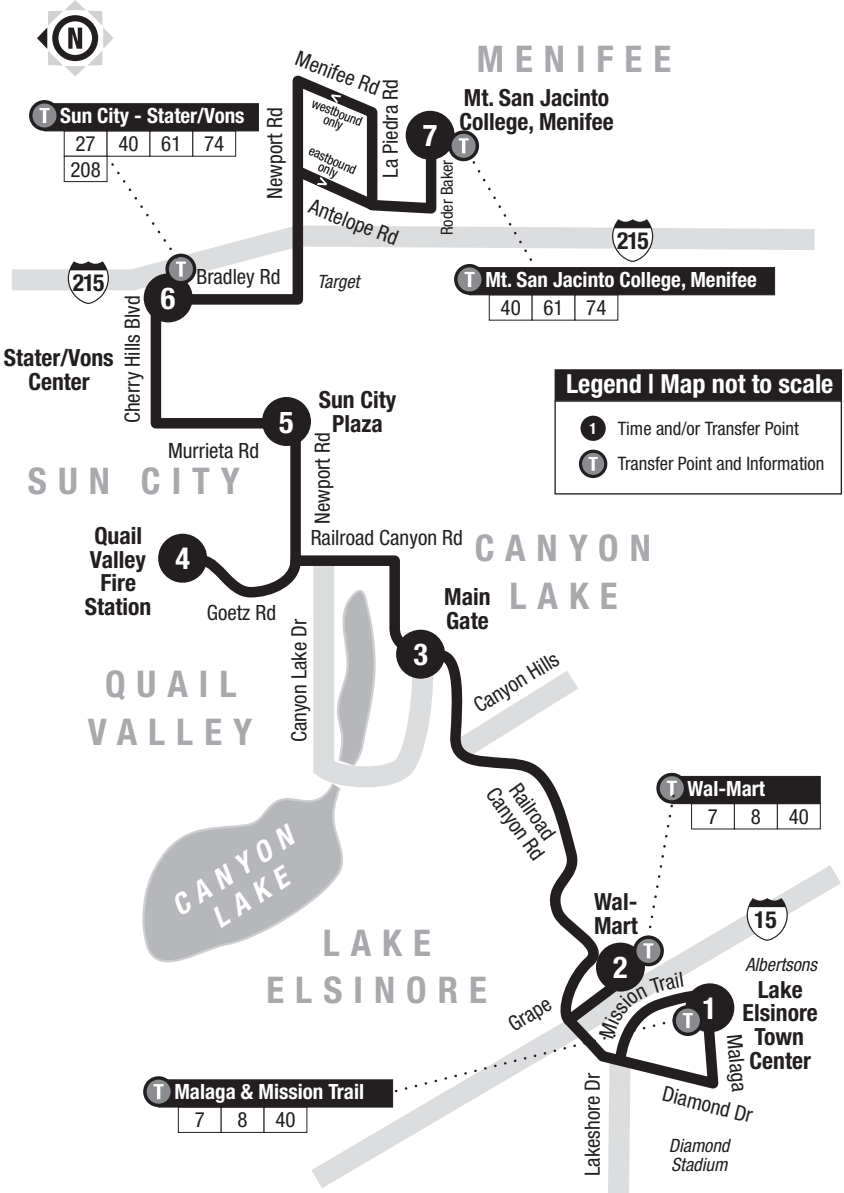 N
MENIFEE
Menifee Rd
westbound
only
La Piedra Rd
Mt. San Jacinto
College, Menifee
7
T
T Sun City - Stater/Vons
27 40 61 74
208
Newport Rd
eastbound
only
Antelope Rd
Roder Baker
215
215
T
Bradley Rd
Target
T Mt. San Jacinto College, Menifee
40 61 74
6
Cherry Hills Blvd
Stater/Vons
Center
Legend | Map not to scale
1 Time and/or Transfer Point
T Transfer Point and Information
5
Sun City
Plaza
Murrieta Rd
SUN CITY
Newport Rd
Quail
Valley
Fire
Station
4
Railroad Canyon Rd
CANYON
LAKE
Goetz Rd
Main
Gate
3
Canyon Lake Dr
QUAIL
VALLEY
Canyon Hills
Railroad
Canyon Rd
T Wal-Mart
7 8 40
CANYON
LAKE
Wal-
Mart
2
T
15
LAKE
ELSINORE
Albertsons
Grape
Mission Trail
1
T
Lake
Elsinore
Town
Center
Malaga
T Malaga & Mission Trail
7 8 40
Lakeshore Dr
Diamond Dr
Diamond
Stadium